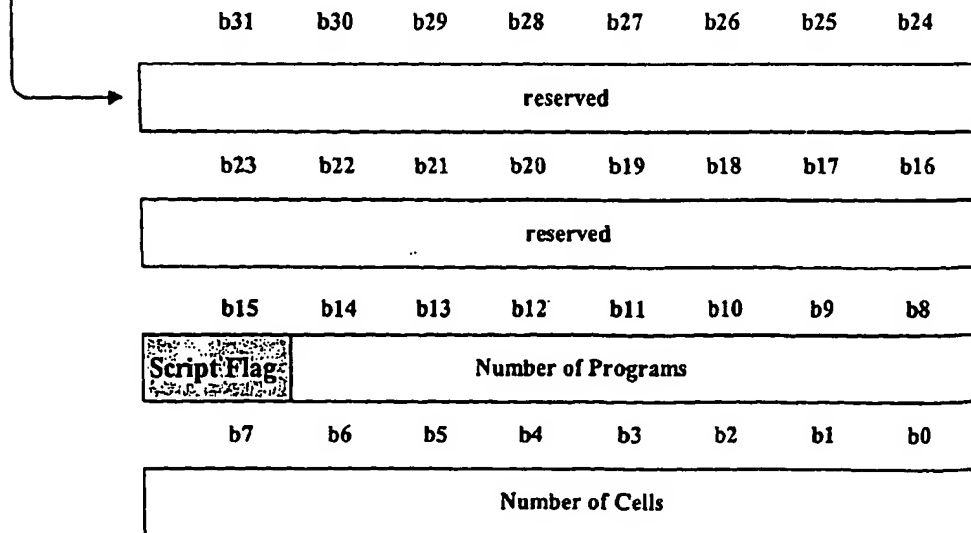 b31 b30 b29 b28 b27 b26 b25 b24
reserved
b23 b22 b21 b20 b19 b18 b17 b16
reserved
b15 b14 b13 b12 b11 b10 b9 b8
Script Flag Number of Programs
b7 b6 b5 b4 b3 b2 b1 b0
Number of Cells